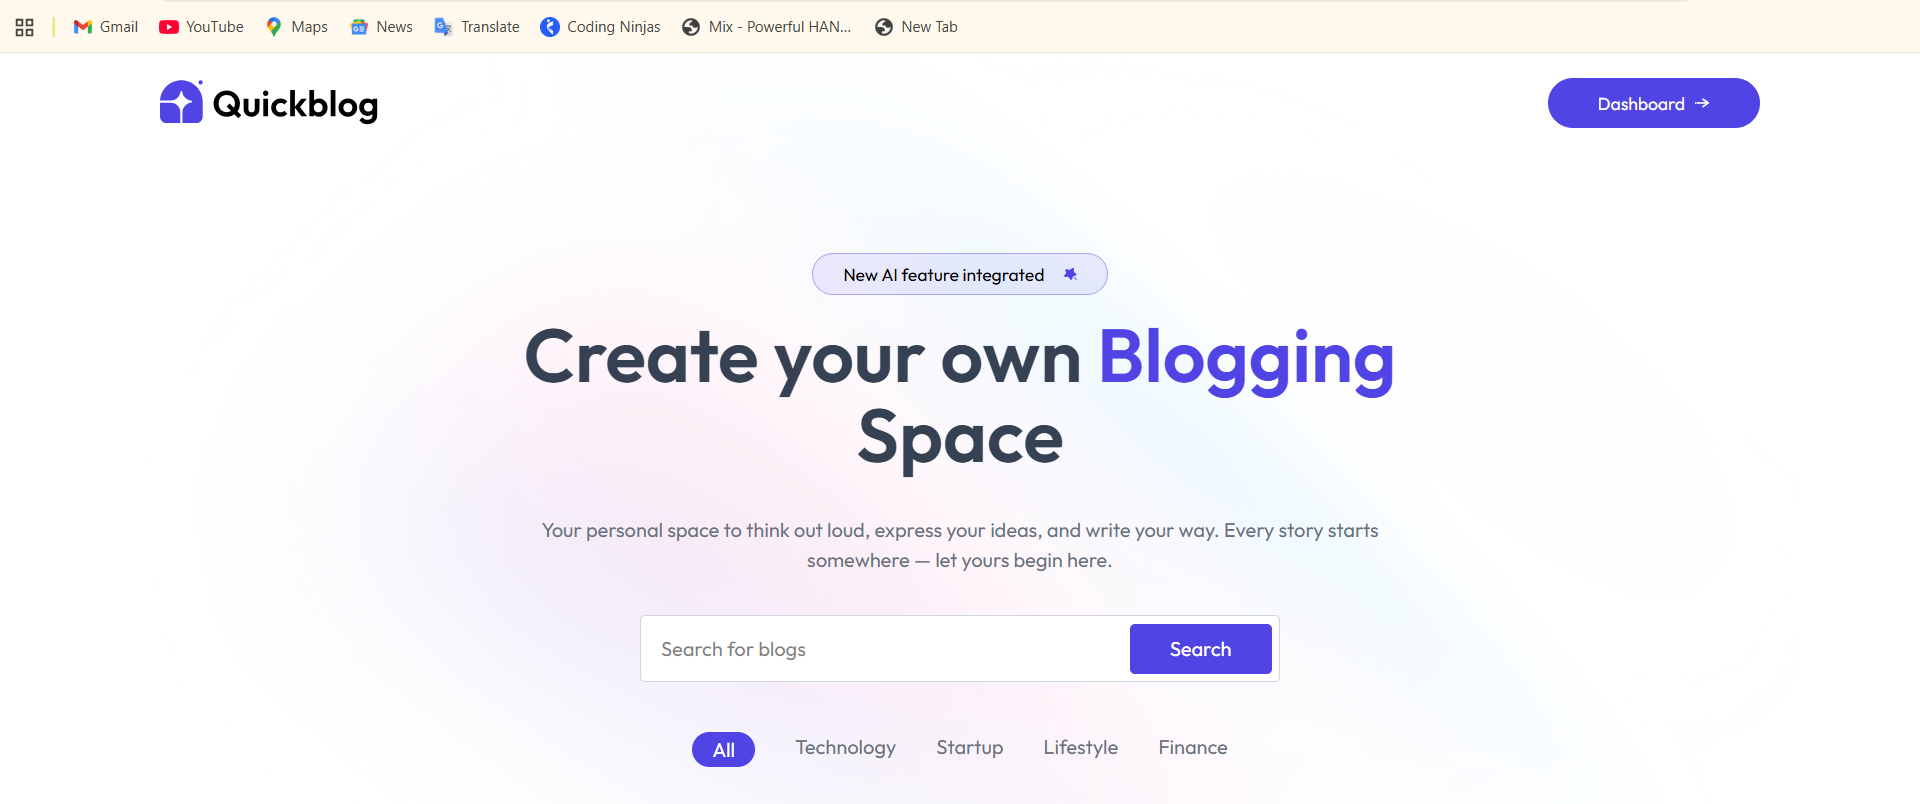 Gmail YouTube Maps News Translate Coding Ninjas Mix - Powerful HAN... New Tab
Quickblog Dashboard →
New AI feature integrated
Create your own Blogging
Space
Your personal space to think out loud, express your ideas, and write your way. Every story starts
somewhere — let yours begin here.
Search for blogs Search
All Technology Startup Lifestyle Finance